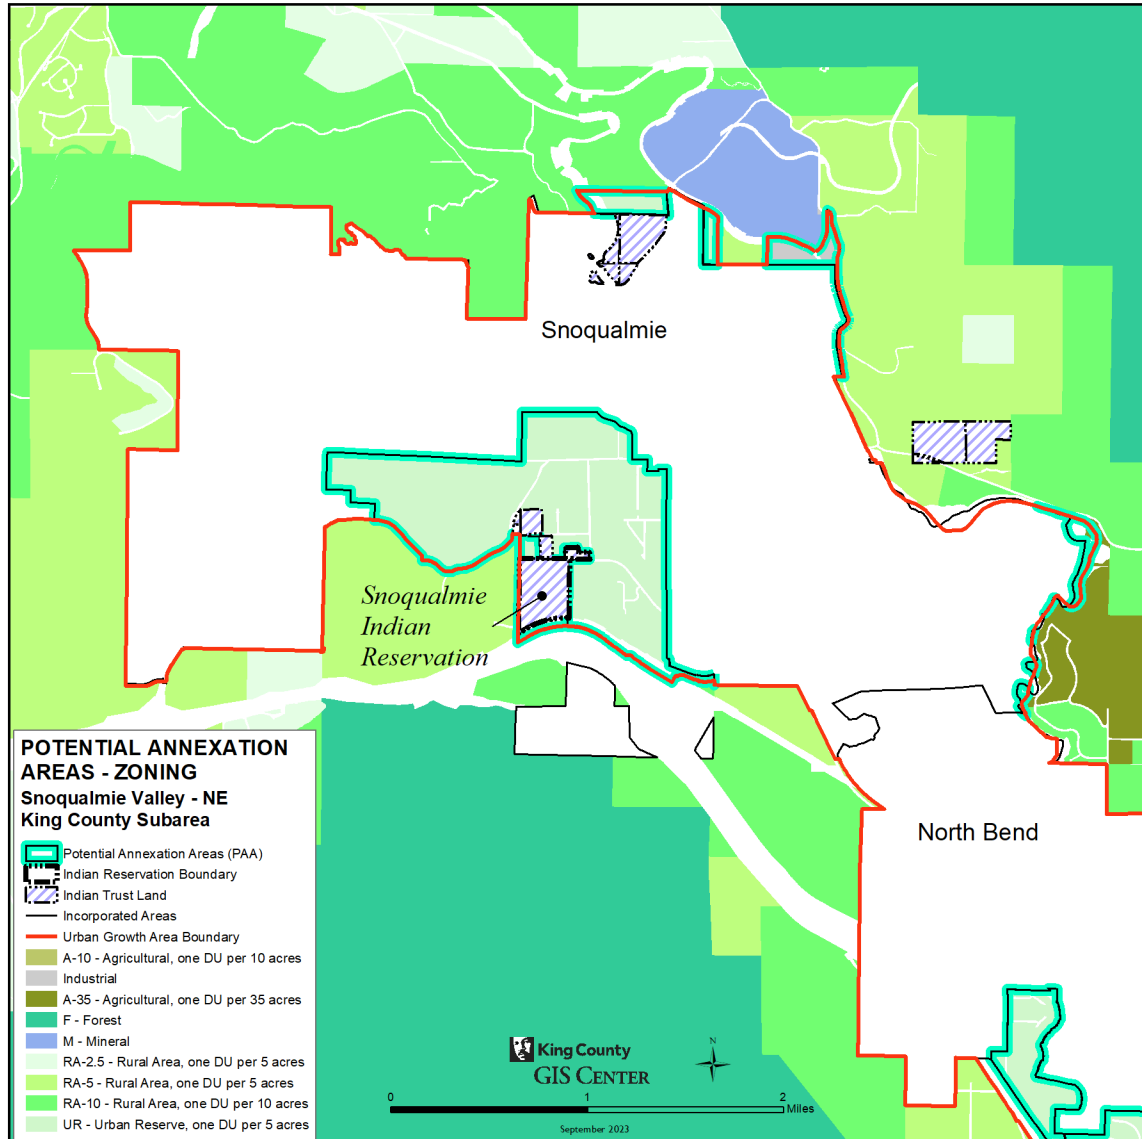 Snoqualmie
Snoqualmie
Indian
Reservation
North Bend
POTENTIAL ANNEXATION
AREAS - ZONING
Snoqualmie Valley - NE
King County Subarea
Potential Annexation Areas (PAA)
Indian Reservation Boundary
Indian Trust Land
Incorporated Areas
Urban Growth Area Boundary
A-10 - Agricultural, one DU per 10 acres
Industrial
A-35 - Agricultural, one DU per 35 acres
F - Forest
M - Mineral
RA-2.5 - Rural Area, one DU per 5 acres
RA-5 - Rural Area, one DU per 5 acres
RA-10 - Rural Area, one DU per 10 acres
UR - Urban Reserve, one DU per 5 acres
King County
GIS CENTER
N
0 1 2
Miles
September 2023